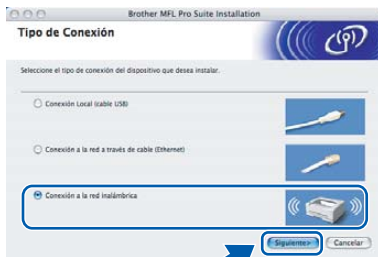 Brother MFL Pro Suite Installation
Tipo de Conexión
Seleccione el tipo de conexión del dispositivo que desea instalar.
Conexión Local (cable USB)
Conexión a la red a través de cable (Ethernet)
Conexión a la red inalámbrica
Siguiente> Cancelar